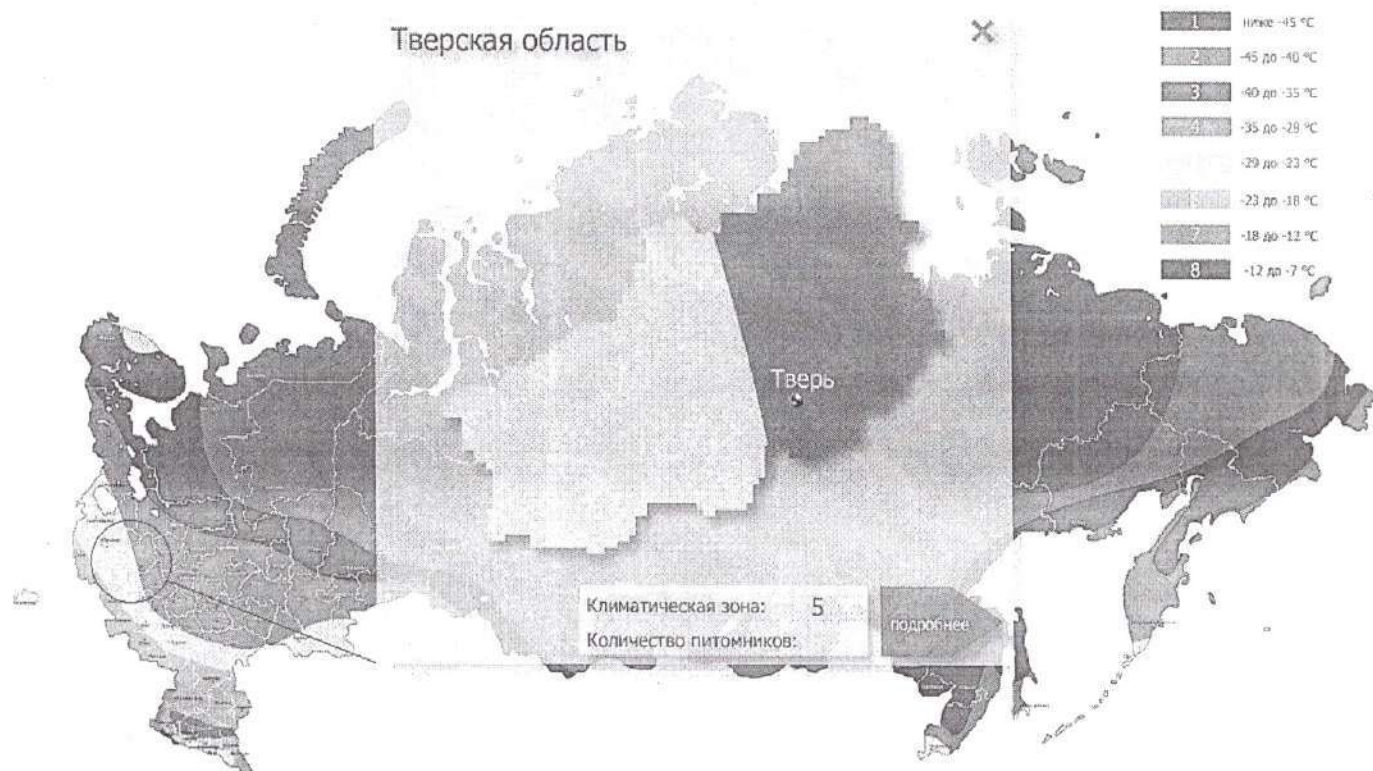 Тверская область
1 ниже -45 °C
2 -45 до -40 °C
3 -40 до -35 °C
4 -35 до -29 °C
-29 до -23 °C
-23 до -18 °C
7 -18 до -12 °C
8 -12 до -7 °C
Тверь
Климатическая зона: 5
Количество питомников:
подробнее